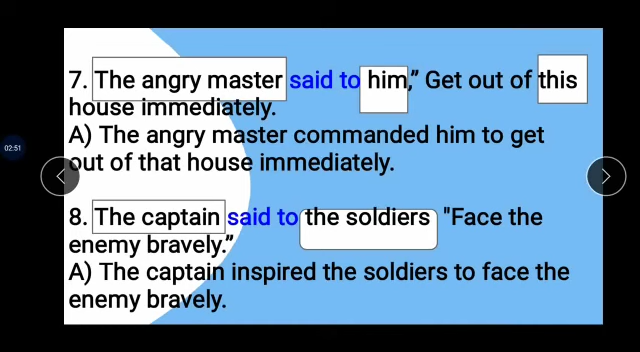 7. The angry master said to him,” Get out of this
house immediately.
A) The angry master commanded him to get
out of that house immediately.
02:51
8. The captain said to the soldiers "Face the
enemy bravely.”
A) The captain inspired the soldiers to face the
enemy bravely.